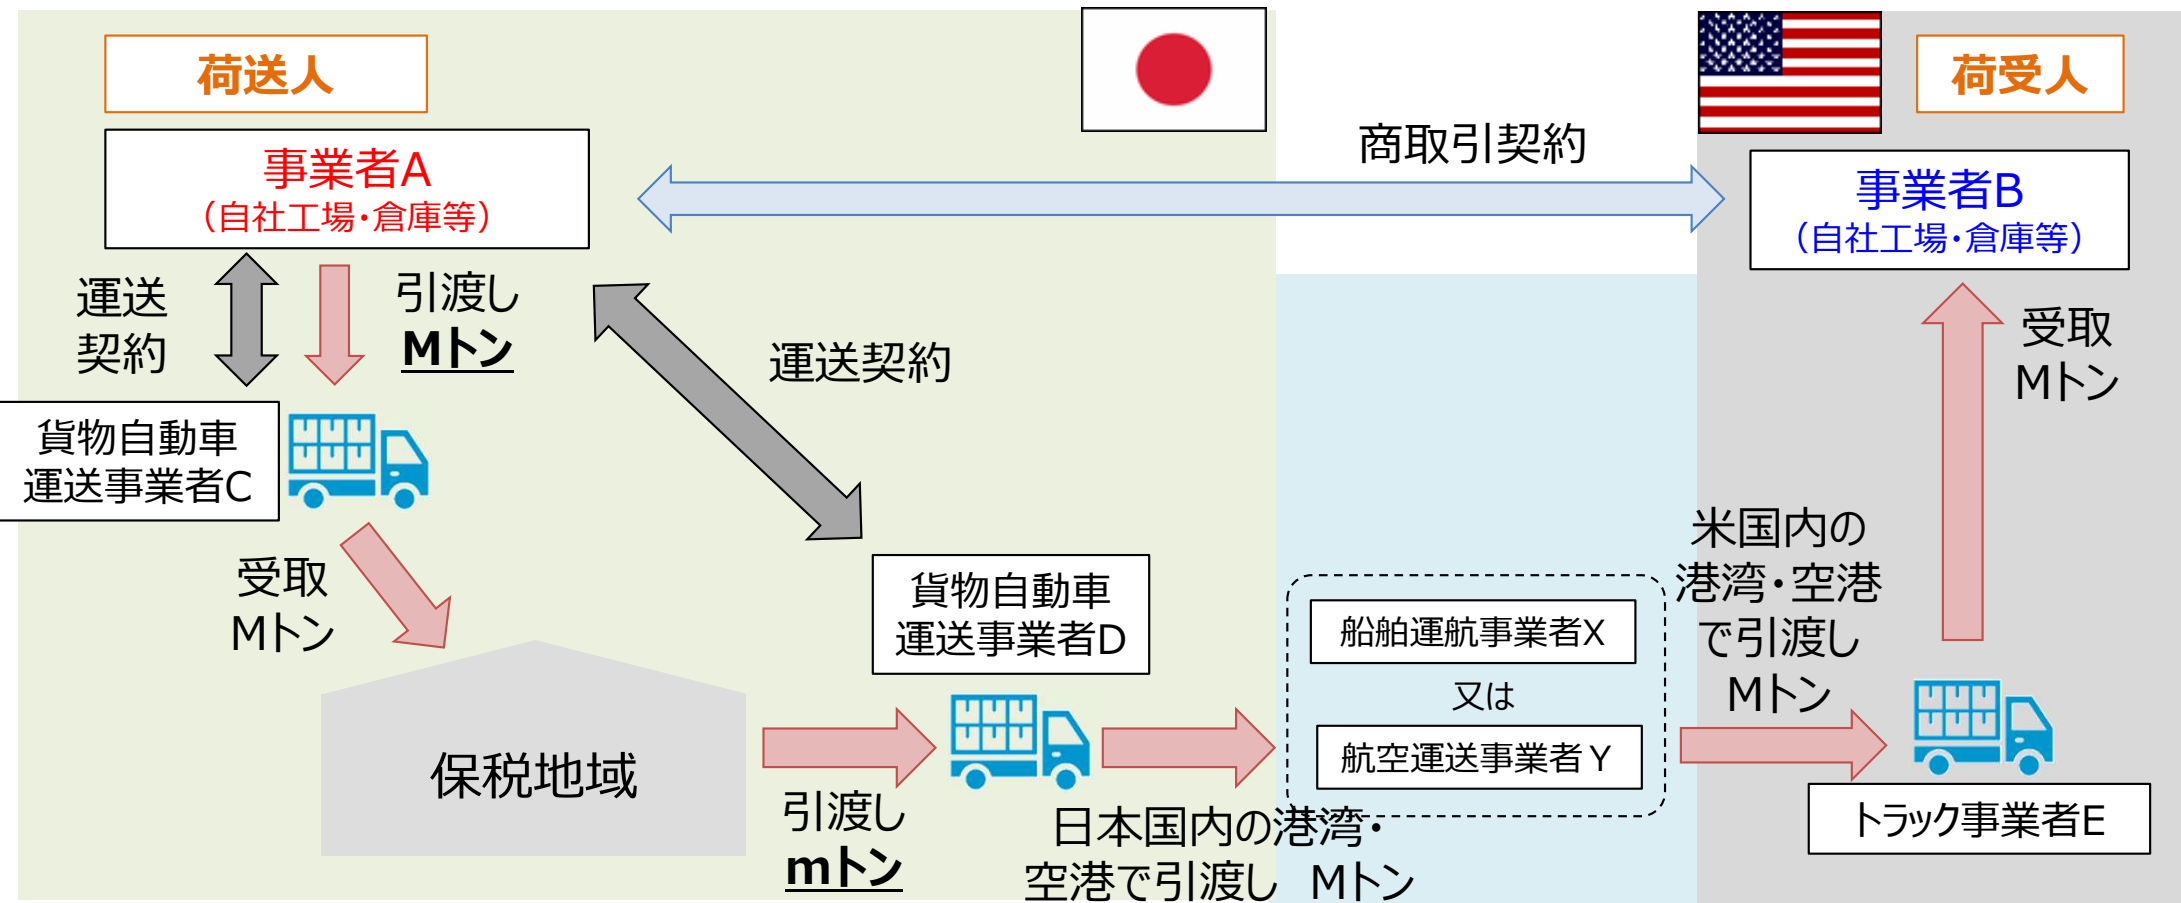 荷送人
荷受人
事業者A
（自社工場・倉庫等）
商取引契約
事業者B
（自社工場・倉庫等）
運送
契約
引渡し
Mトン
運送契約
受取
Mトン
貨物自動車
運送事業者C
受取
Mトン
貨物自動車
運送事業者D
船舶運航事業者X
又は
航空運送事業者Y
米国内の
港湾・空港
で引渡し
Mトン
保税地域
引渡し
mトン
日本国内の港湾・
空港で引渡し Mトン
トラック事業者E